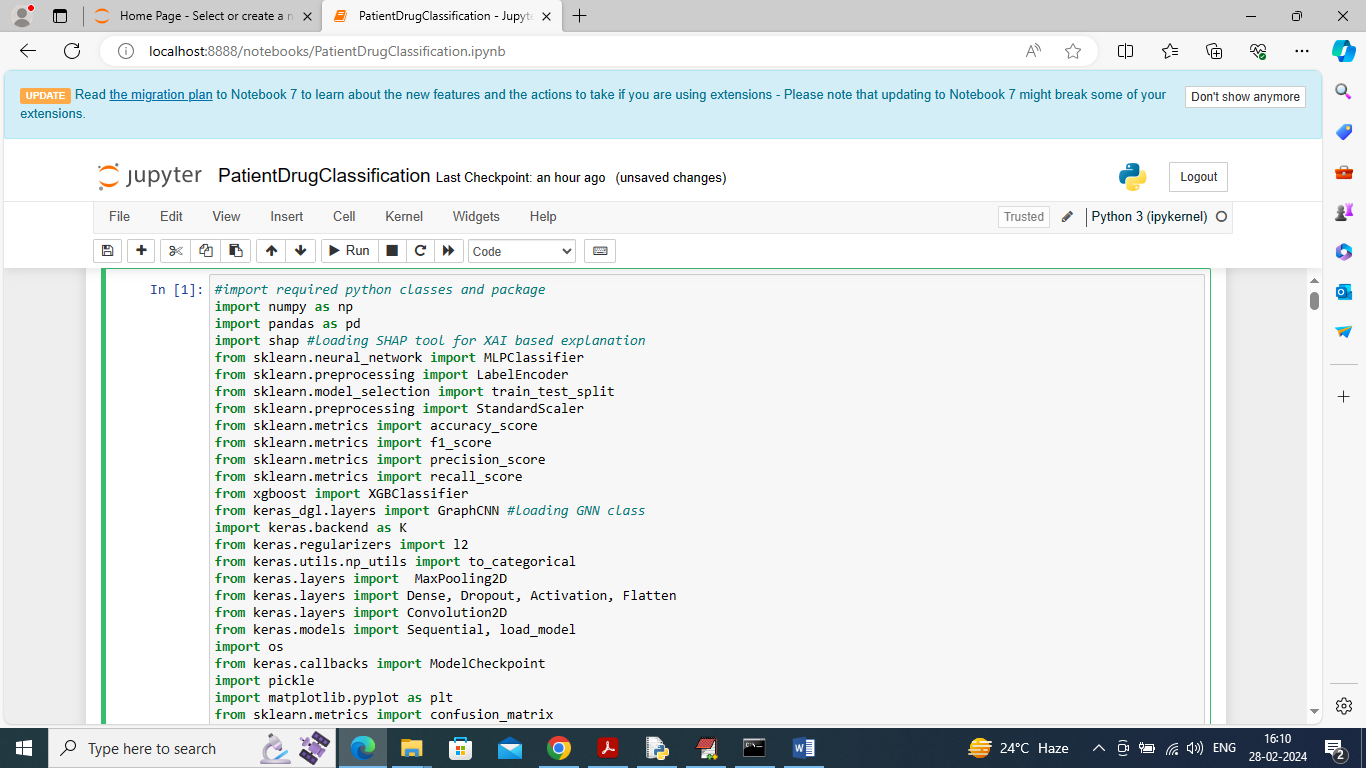 Home Page - Select or create a n
PatientDrugClassification - Jupyte
localhost:8888/notebooks/PatientDrugClassification.ipynb
UPDATE Read the migration plan to Notebook 7 to learn about the new features and the actions to take if you are using extensions - Please note that updating to Notebook 7 might break some of your
extensions.
Don't show anymore
jupyter PatientDrugClassification Last Checkpoint: an hour ago (unsaved changes)
Logout
File Edit View Insert Cell Kernel Widgets Help
Trusted Python 3 (ipykernel)
Run Code
In [1]: #import required python classes and package
import numpy as np
import pandas as pd
import shap #loading SHAP tool for XAI based explanation
from sklearn.neural_network import MLPClassifier
from sklearn.preprocessing import LabelEncoder
from sklearn.model_selection import train_test_split
from sklearn.preprocessing import StandardScaler
from sklearn.metrics import accuracy_score
from sklearn.metrics import f1_score
from sklearn.metrics import precision_score
from sklearn.metrics import recall_score
from xgboost import XGBClassifier
from keras_dgl.layers import GraphCNN #loading GNN class
import keras.backend as K
from keras.regularizers import l2
from keras.utils.np_utils import to_categorical
from keras.layers import  MaxPooling2D
from keras.layers import Dense, Dropout, Activation, Flatten
from keras.layers import Convolution2D
from keras.models import Sequential, load_model
import os
from keras.callbacks import ModelCheckpoint
import pickle
import matplotlib.pyplot as plt
from sklearn.metrics import confusion_matrix
Type here to search
24°C Haze
ENG
16:10
28-02-2024
2